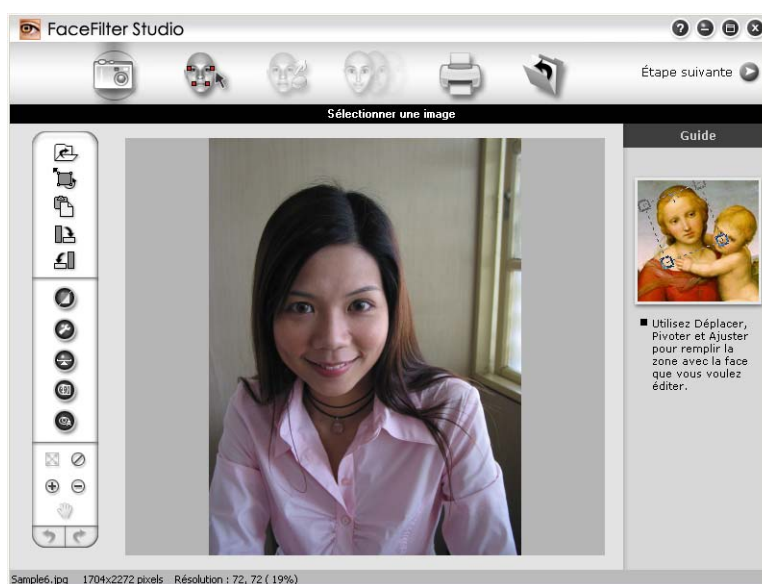 FaceFilter Studio
Étape suivante
Sélectionner une image
Guide
Utilisez Déplacer,
Pivoter et Ajuster
pour remplir la
zone avec la face
que vous voulez
éditer.
Sample6.jpg 1704x2272 pixels Résolution : 72, 72 ( 19%)